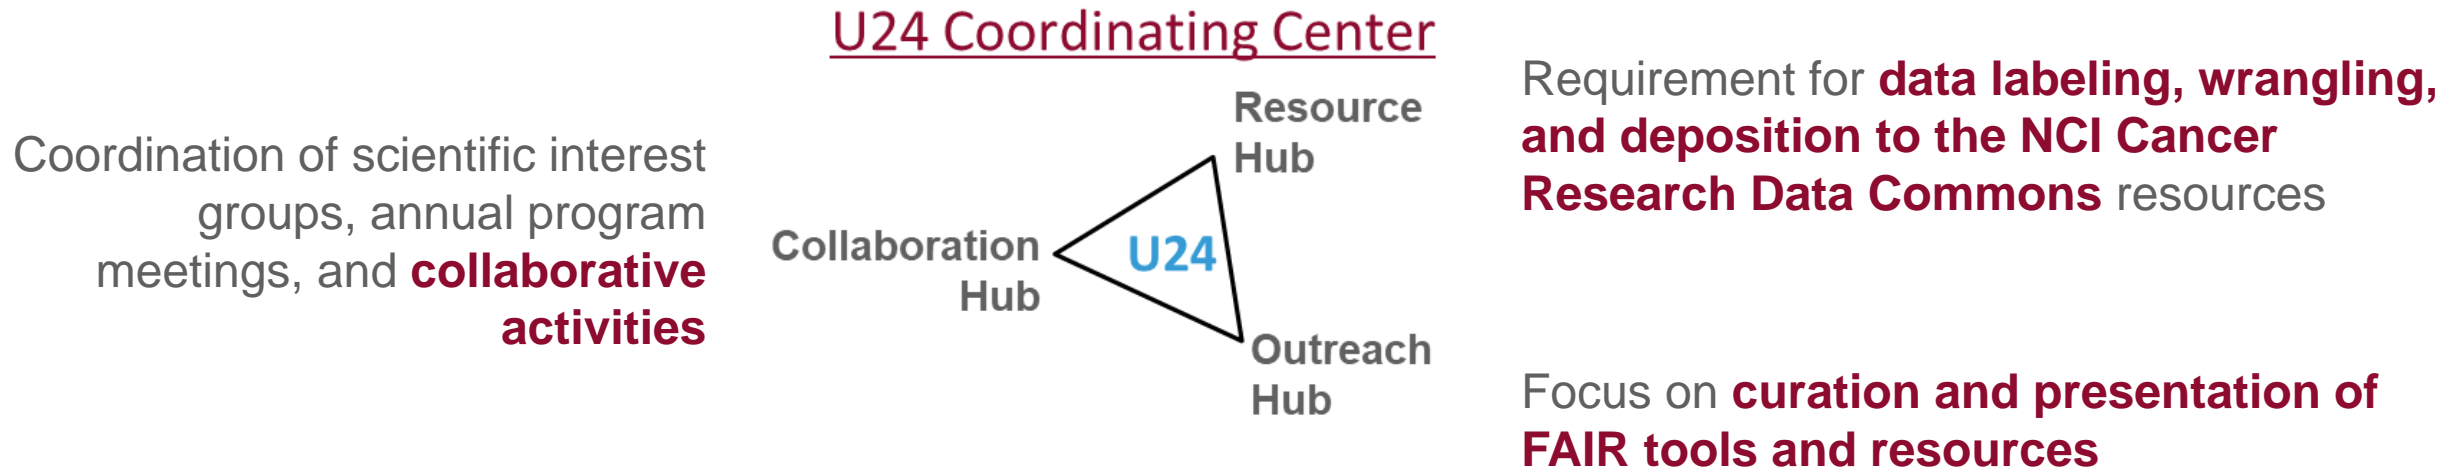 U24 Coordinating Center
Coordination of scientific interest
groups, annual program
meetings, and collaborative
activities
Resource
Hub
Collaboration
Hub
U24
Outreach
Hub
Requirement for data labeling, wrangling,
and deposition to the NCI Cancer
Research Data Commons resources
Focus on curation and presentation of
FAIR tools and resources